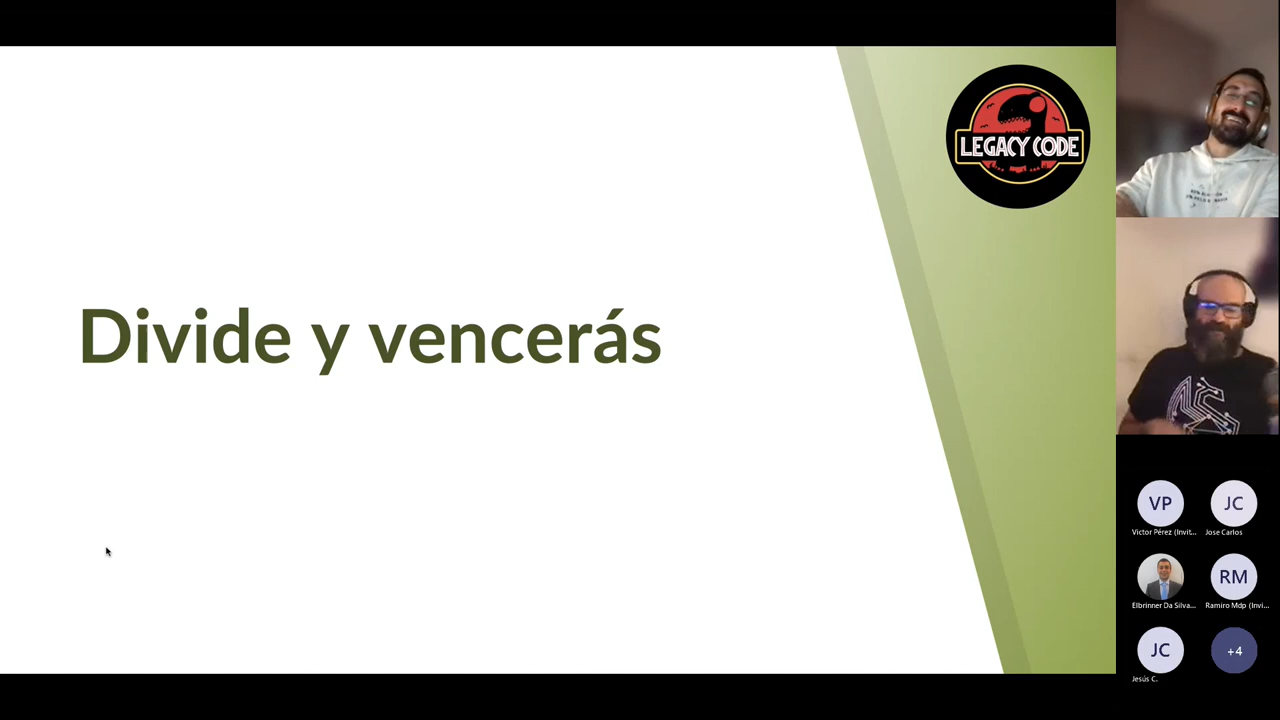 LEGACY CODE
Divide y vencerás
VP
JC
Victor Pérez (Invit...
Jose Carlos
RM
Elbrinner Da Silva...
Ramiro Mdp (Invi...
JC
+4
Jesús C.